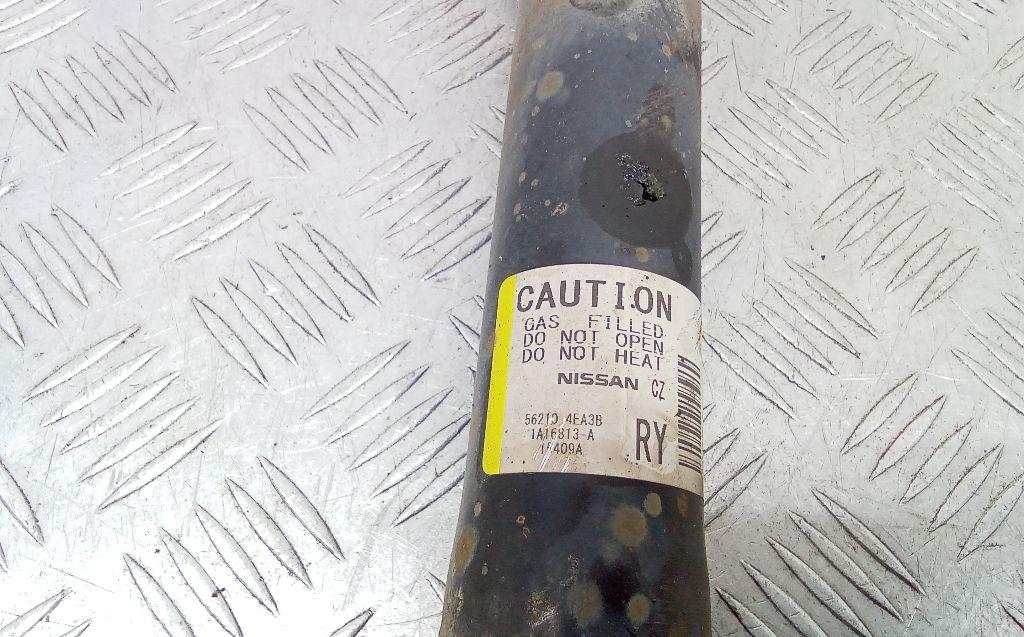 CAUTION
GAS FILLED
DO NOT OPEN
DO NOT HEAT
NISSAN CZ
56210 4EA3B
1A16813-A
RY